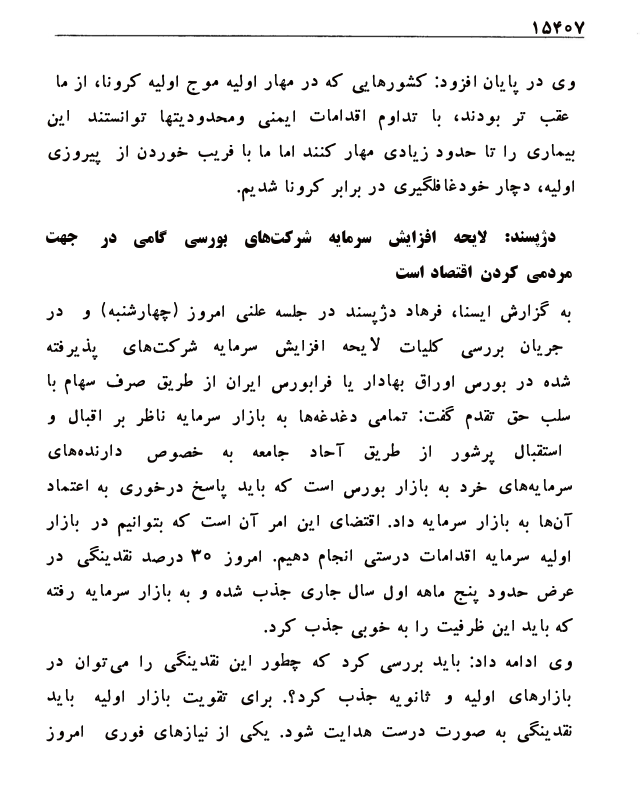 ۱۵۴۰۷
وی در پایان افزود: کشورهایی که در مهار اولیه موج اولیه کرونا، از ما
عقب تر بودند، با تداوم اقدامات ایمنی ومحدودیتها توانستند این
بیماری را تا حدود زیادی مهار کنند اما ما با فریب خوردن از پیروزی
اولیه، دچار خودغافلگیری در برابر کرونا شدیم.
دژپسند: لایحه افزایش سرمایه شرکت‌های بورسی گامی در جهت
مردمی کردن اقتصاد است
به گزارش ایسنا، فرهاد دژپسند در جلسه علنی امروز (چهارشنبه) و در
جریان بررسی کلیات لایحه افزایش سرمایه شرکت‌های پذیرفته
شده در بورس اوراق بهادار یا فرابورس ایران از طریق صرف سهام با
سلب حق تقدم گفت: تمامی دغدغه‌ها به بازار سرمایه ناظر بر اقبال و
استقبال پرشور از طریق آحاد جامعه به خصوص دارنده‌های
سرمایه‌های خرد به بازار بورس است که باید پاسخ درخوری به اعتماد
آن‌ها به بازار سرمایه داد. اقتضای این امر آن است که بتوانیم در بازار
اولیه سرمایه اقدامات درستی انجام دهیم. امروز ۳۰ درصد نقدینگی در
عرض حدود پنج ماهه اول سال جاری جذب شده و به بازار سرمایه رفته
که باید این ظرفیت را به خوبی جذب کرد.
وی ادامه داد: باید بررسی کرد که چطور این نقدینگی را می‌توان در
بازارهای اولیه و ثانویه جذب کرد؟. برای تقویت بازار اولیه باید
نقدینگی به صورت درست هدایت شود. یکی از نیازهای فوری امروز